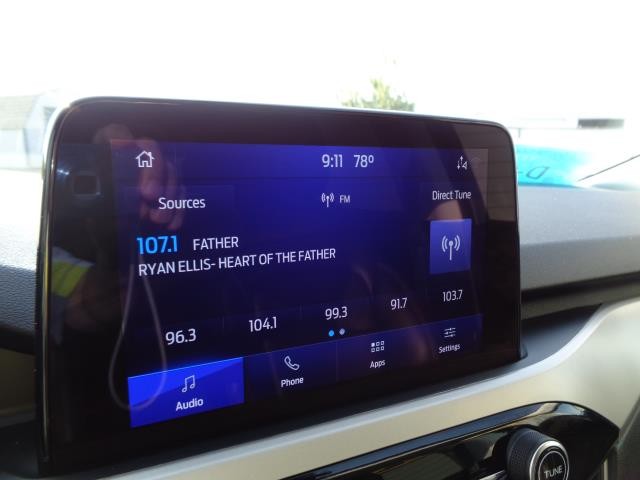 9:11 78º
Sources FM Direct Tune
107.1 FATHER
RYAN ELLIS- HEART OF THE FATHER
96.3 104.1 99.3 91.7 103.7
Audio Phone Apps Settings
TUNE